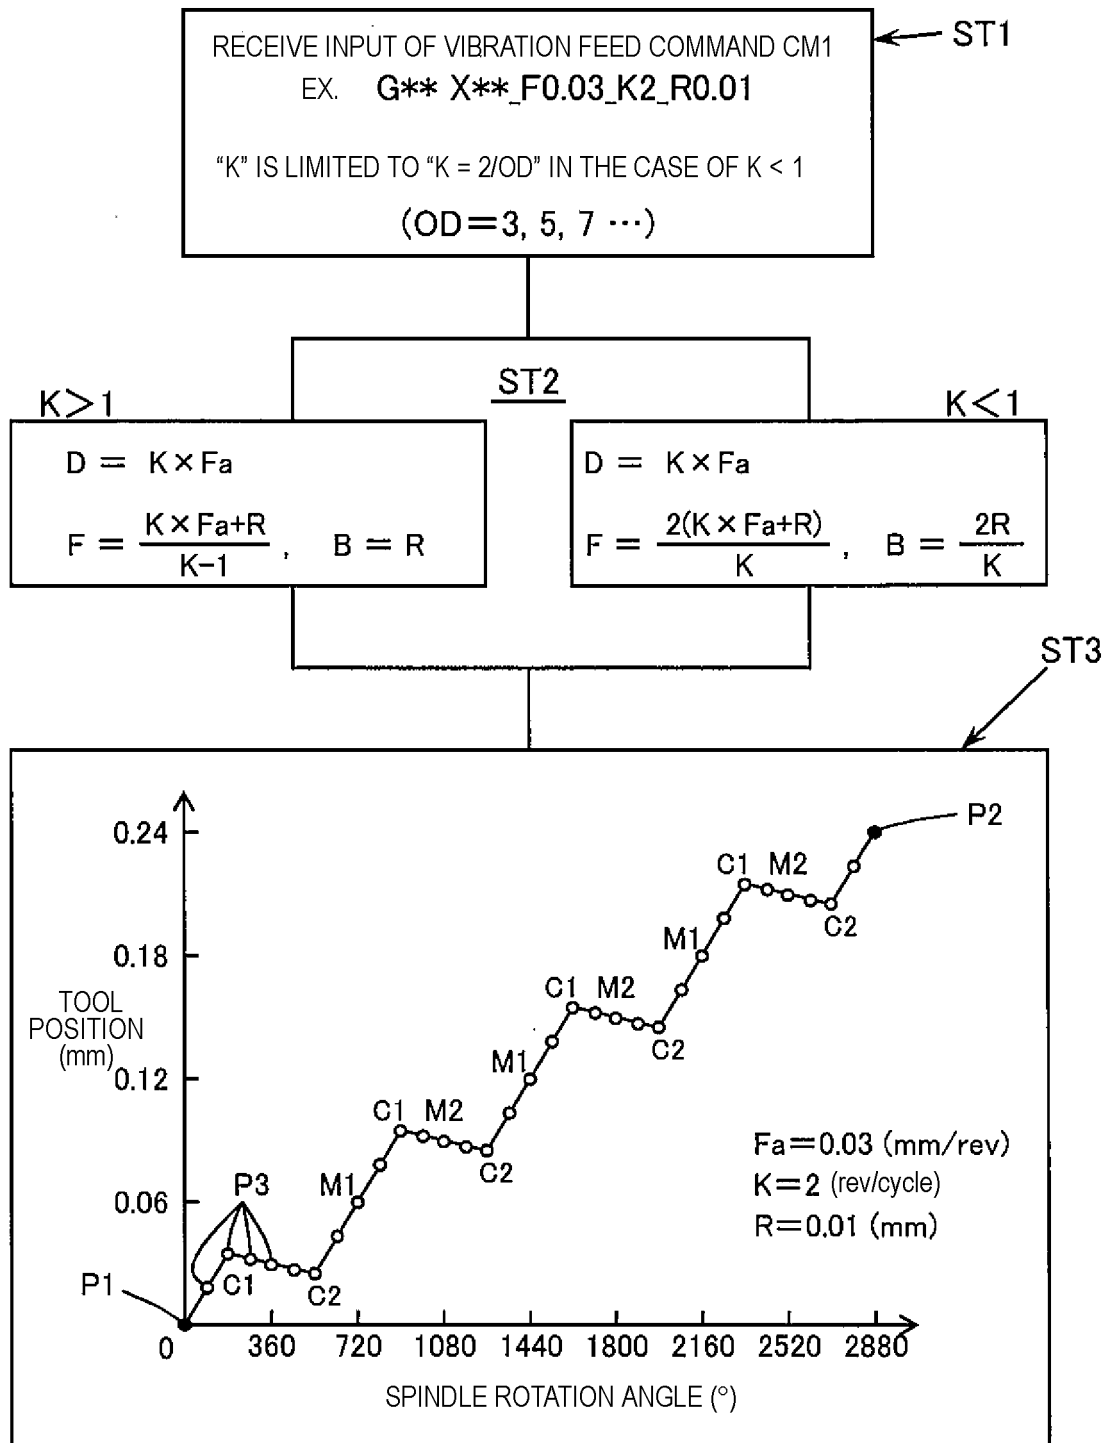 RECEIVE INPUT OF VIBRATION FEED COMMAND CM1
ST1
EX. G** X**_F0.03_K2_R0.01
“K” IS LIMITED TO “K = 2/OD” IN THE CASE OF K < 1
(OD=3, 5, 7 ⋯)
ST2
K>1
K<1
D = K×Fa
F = K×Fa+R / K-1 , B = R
D = K×Fa
F = 2(K×Fa+R) / K , B = 2R / K
ST3
P2
0.24
C1 M2
C2
0.18
M1
C1 M2
TOOL
POSITION
(mm)
C2
0.12
M1
C1 M2
C2
Fa=0.03 (mm/rev)
K=2 (rev/cycle)
R=0.01 (mm)
0.06
P3
M1
C1
C2
P1
0 360 720 1080 1440 1800 2160 2520 2880
SPINDLE ROTATION ANGLE (°)